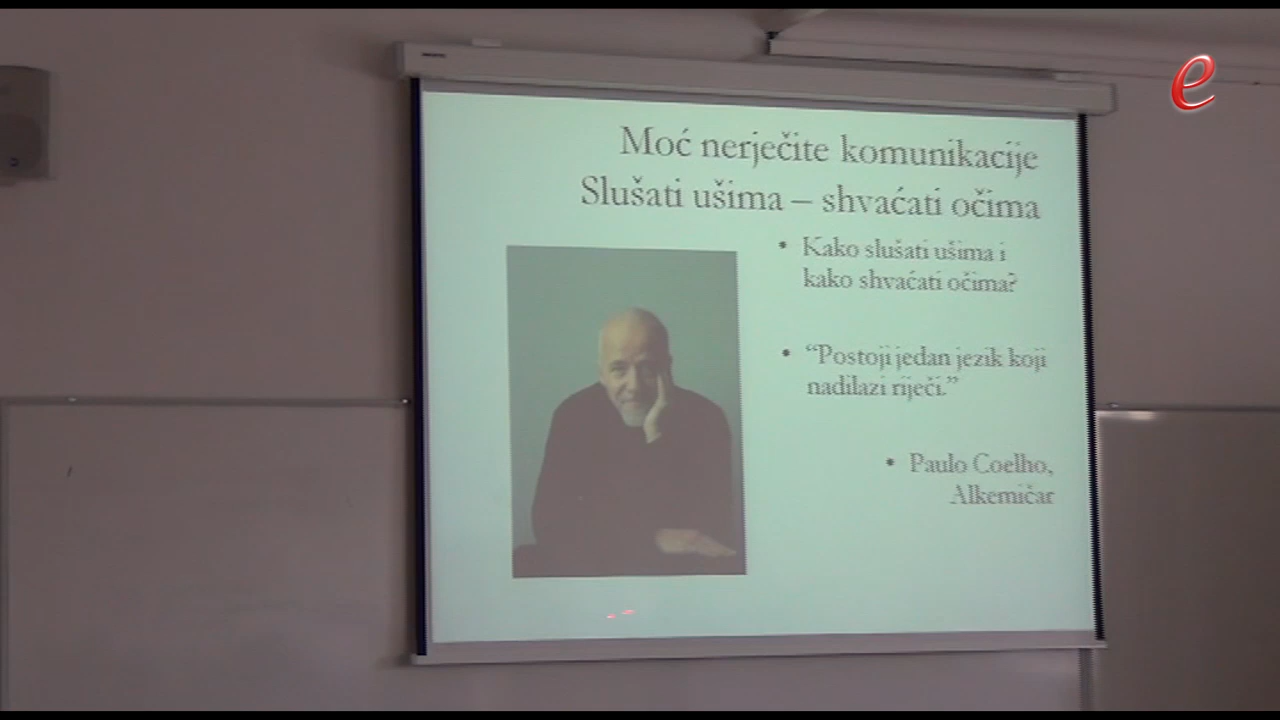 Moć nerječite komunikacije
Slušati ušima – shvaćati očima
• Kako slušati ušima i
kako shvaćati očima?
• “Postoji jedan jezik koji
nadilazi riječi.”
• Paulo Coelho,
Alkemičar
e